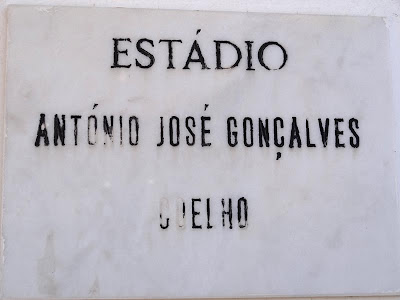 ESTÁDIO
ANTÓNIO JOSÉ GONÇALVES
COELHO